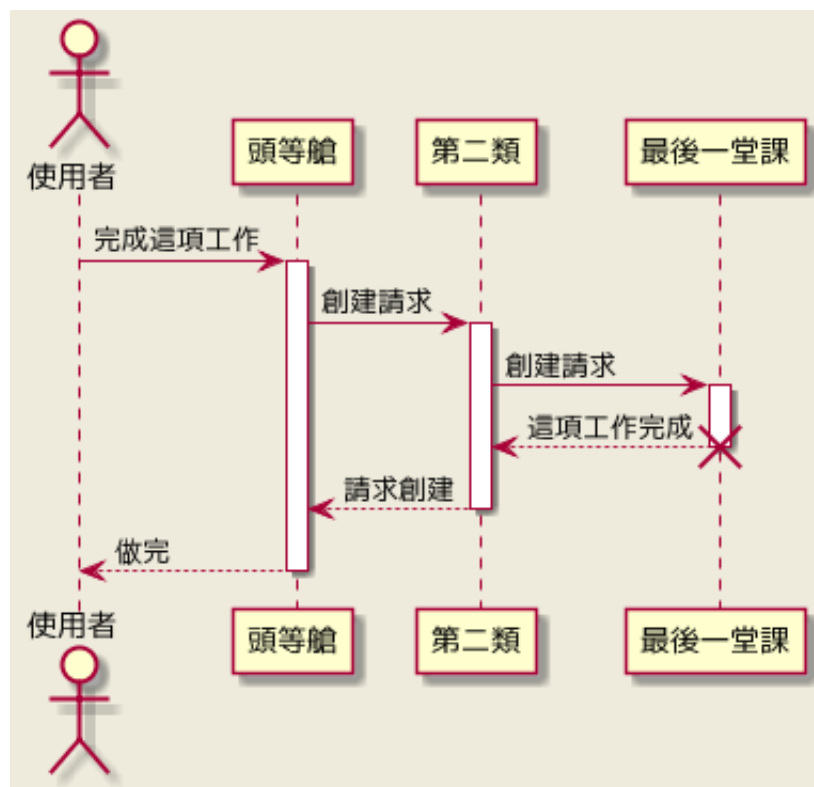 使用者
頭等艙
第二類
最後一堂課
完成這項工作
創建請求
創建請求
這項工作完成
請求創建
做完
使用者
頭等艙
第二類
最後一堂課